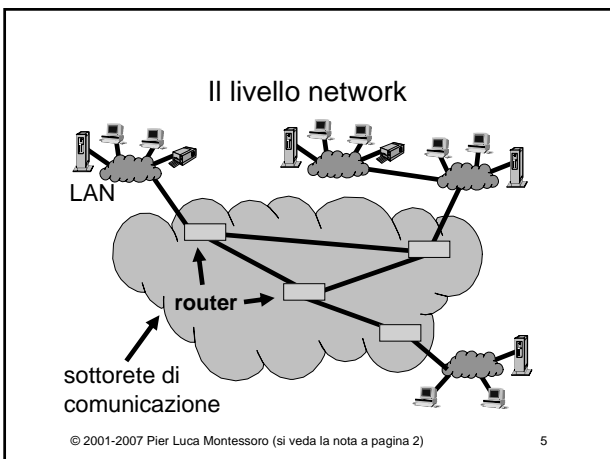 Il livello network
LAN
router
sottorete di
comunicazione
© 2001-2007 Pier Luca Montessoro (si veda la nota a pagina 2)
5